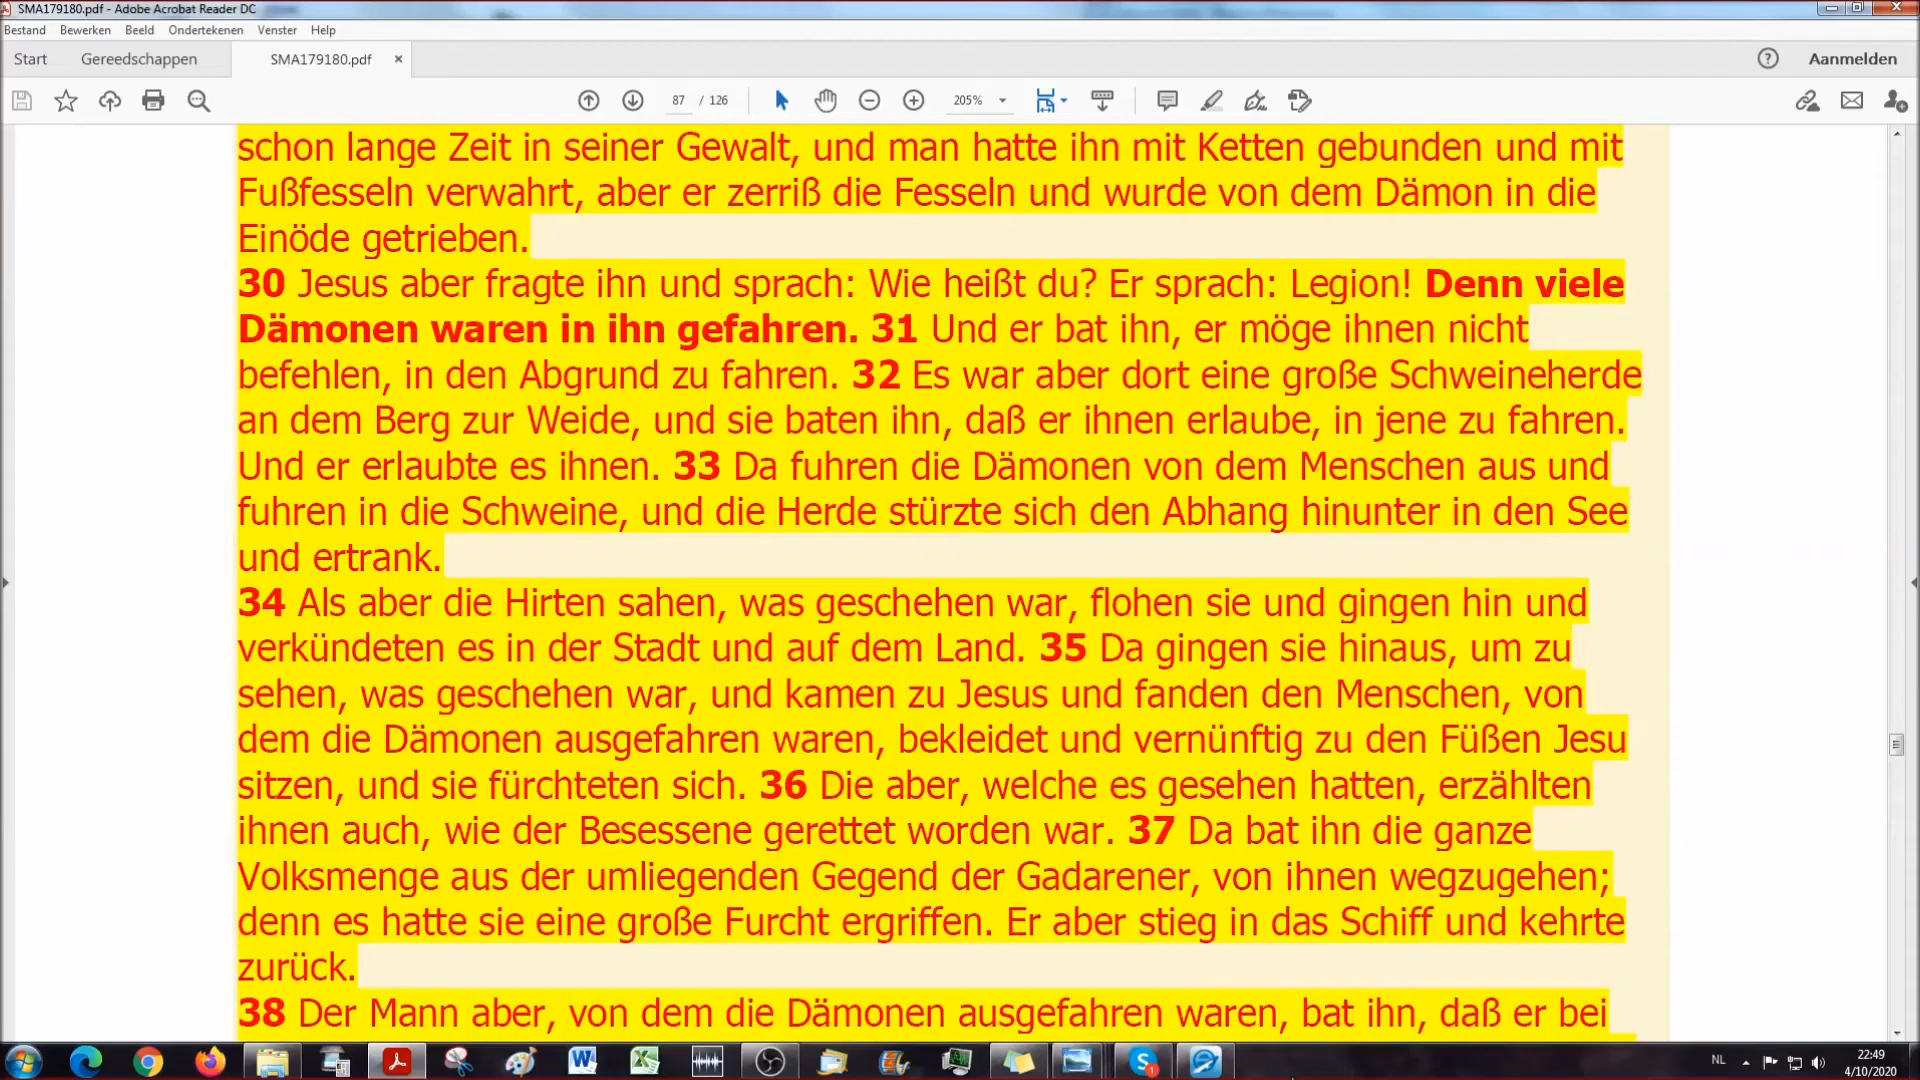 SMA179180.pdf - Adobe Acrobat Reader DC
Bestand Bewerken Beeld Ondertekenen Venster Help
Start Gereedschappen SMA179180.pdf × Aanmelden
87 / 126 205%
schon lange Zeit in seiner Gewalt, und man hatte ihn mit Ketten gebunden und mit
Fußfesseln verwahrt, aber er zerriß die Fesseln und wurde von dem Dämon in die
Einöde getrieben.
30 Jesus aber fragte ihn und sprach: Wie heißt du? Er sprach: Legion! Denn viele
Dämonen waren in ihn gefahren. 31 Und er bat ihn, er möge ihnen nicht
befehlen, in den Abgrund zu fahren. 32 Es war aber dort eine große Schweineherde
an dem Berg zur Weide, und sie baten ihn, daß er ihnen erlaube, in jene zu fahren.
Und er erlaubte es ihnen. 33 Da fuhren die Dämonen von dem Menschen aus und
fuhren in die Schweine, und die Herde stürzte sich den Abhang hinunter in den See
und ertrank.
34 Als aber die Hirten sahen, was geschehen war, flohen sie und gingen hin und
verkündeten es in der Stadt und auf dem Land. 35 Da gingen sie hinaus, um zu
sehen, was geschehen war, und kamen zu Jesus und fanden den Menschen, von
dem die Dämonen ausgefahren waren, bekleidet und vernünftig zu den Füßen Jesu
sitzen, und sie fürchteten sich. 36 Die aber, welche es gesehen hatten, erzählten
ihnen auch, wie der Besessene gerettet worden war. 37 Da bat ihn die ganze
Volksmenge aus der umliegenden Gegend der Gadarener, von ihnen wegzugehen;
denn es hatte sie eine große Furcht ergriffen. Er aber stieg in das Schiff und kehrte
zurück.
38 Der Mann aber, von dem die Dämonen ausgefahren waren, bat ihn, daß er bei
NL 22:49
4/10/2020